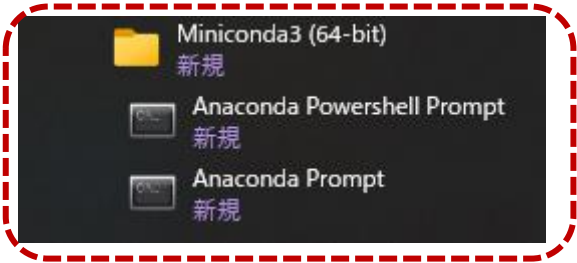 Miniconda3 (64-bit)
新規
Anaconda Powershell Prompt
新規
Anaconda Prompt
新規